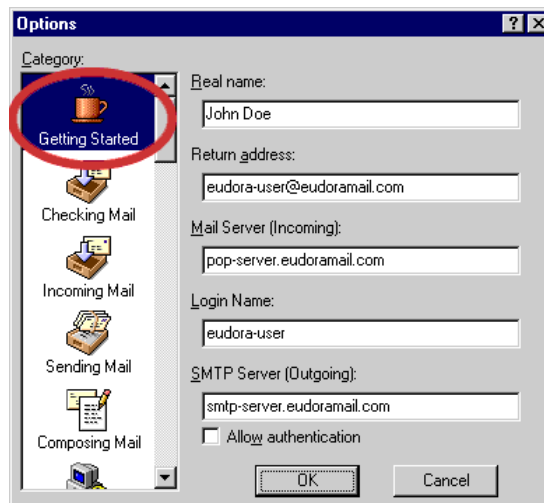 Options
Category:
Getting Started
Checking Mail
Incoming Mail
Sending Mail
Composing Mail
Real name:
John Doe
Return address:
eudora-user@eudoramail.com
Mail Server (Incoming):
pop-server.eudoramail.com
Login Name:
eudora-user
SMTP Server (Outgoing):
smtp-server.eudoramail.com
Allow authentication
OK
Cancel